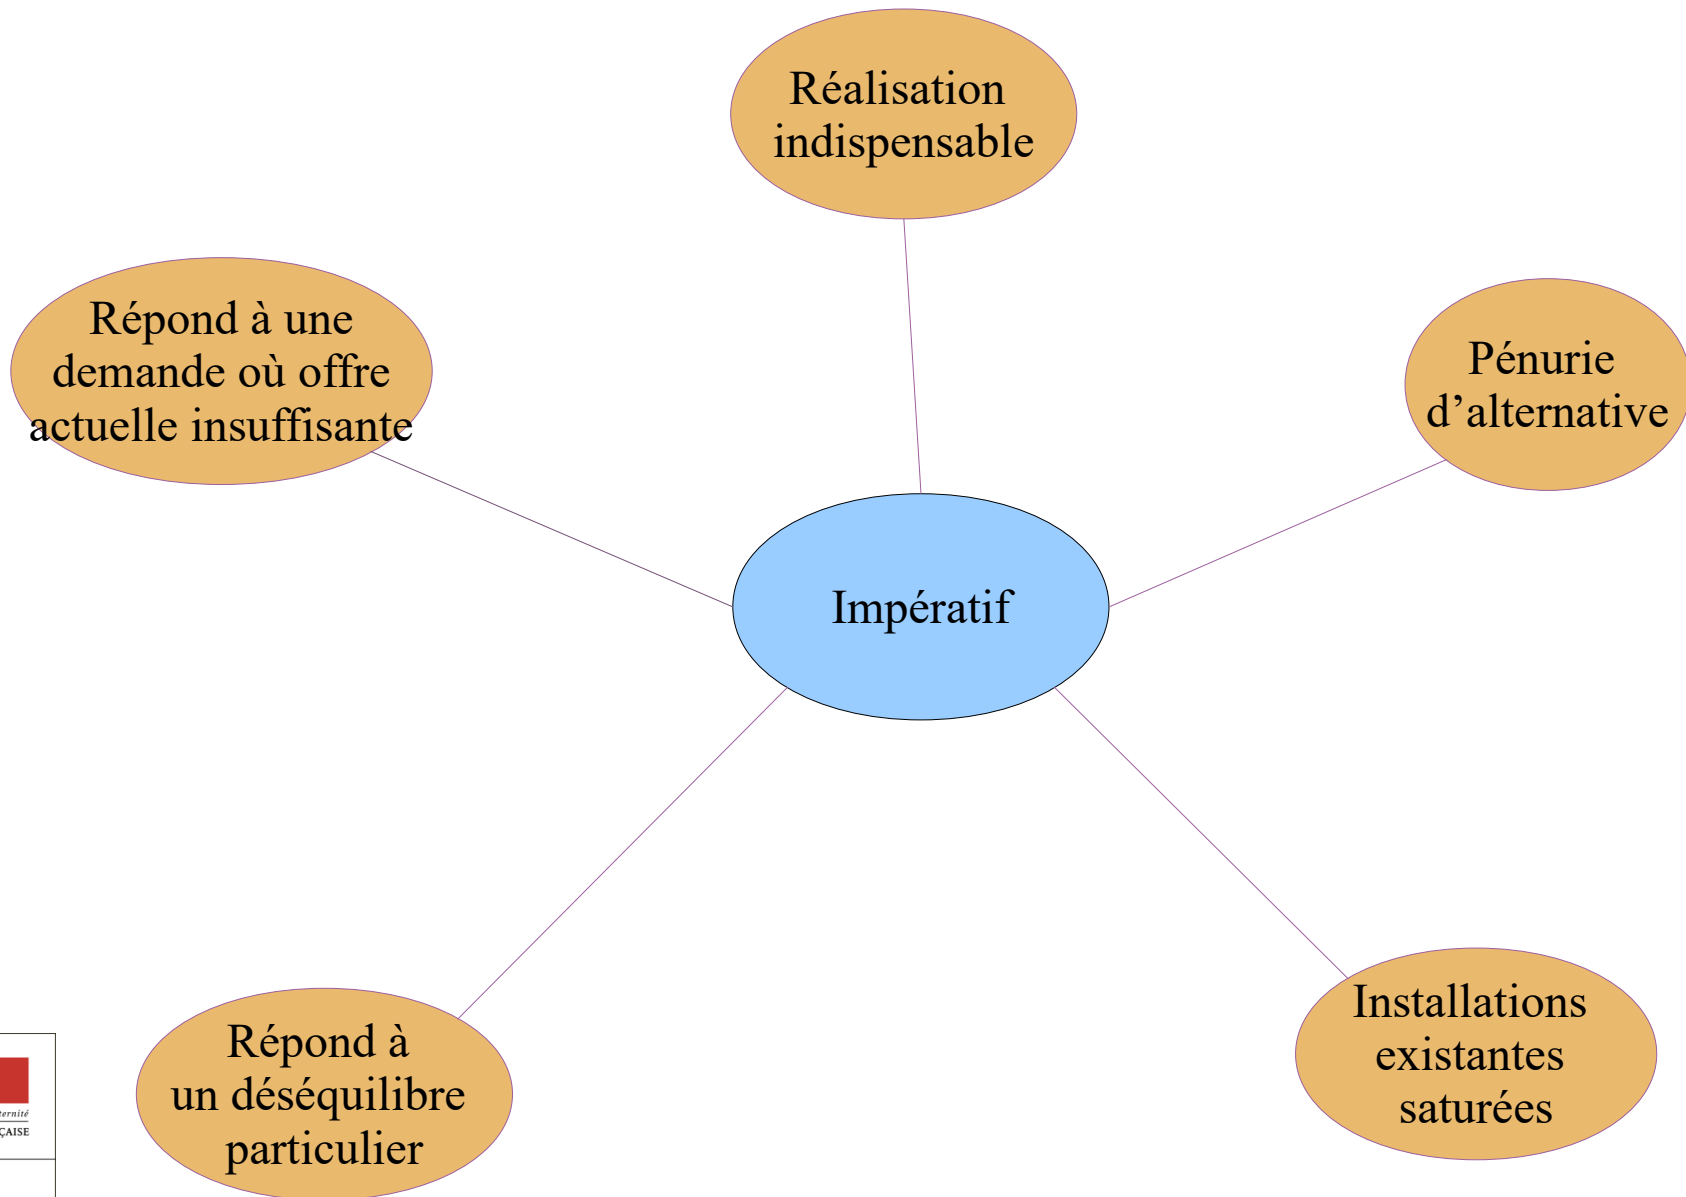 Réalisation
indispensable
Répond à une
demande où offre
actuelle insuffisante
Pénurie
d’alternative
Impératif
Installations
existantes
saturées
Répond à
un déséquilibre
particulier